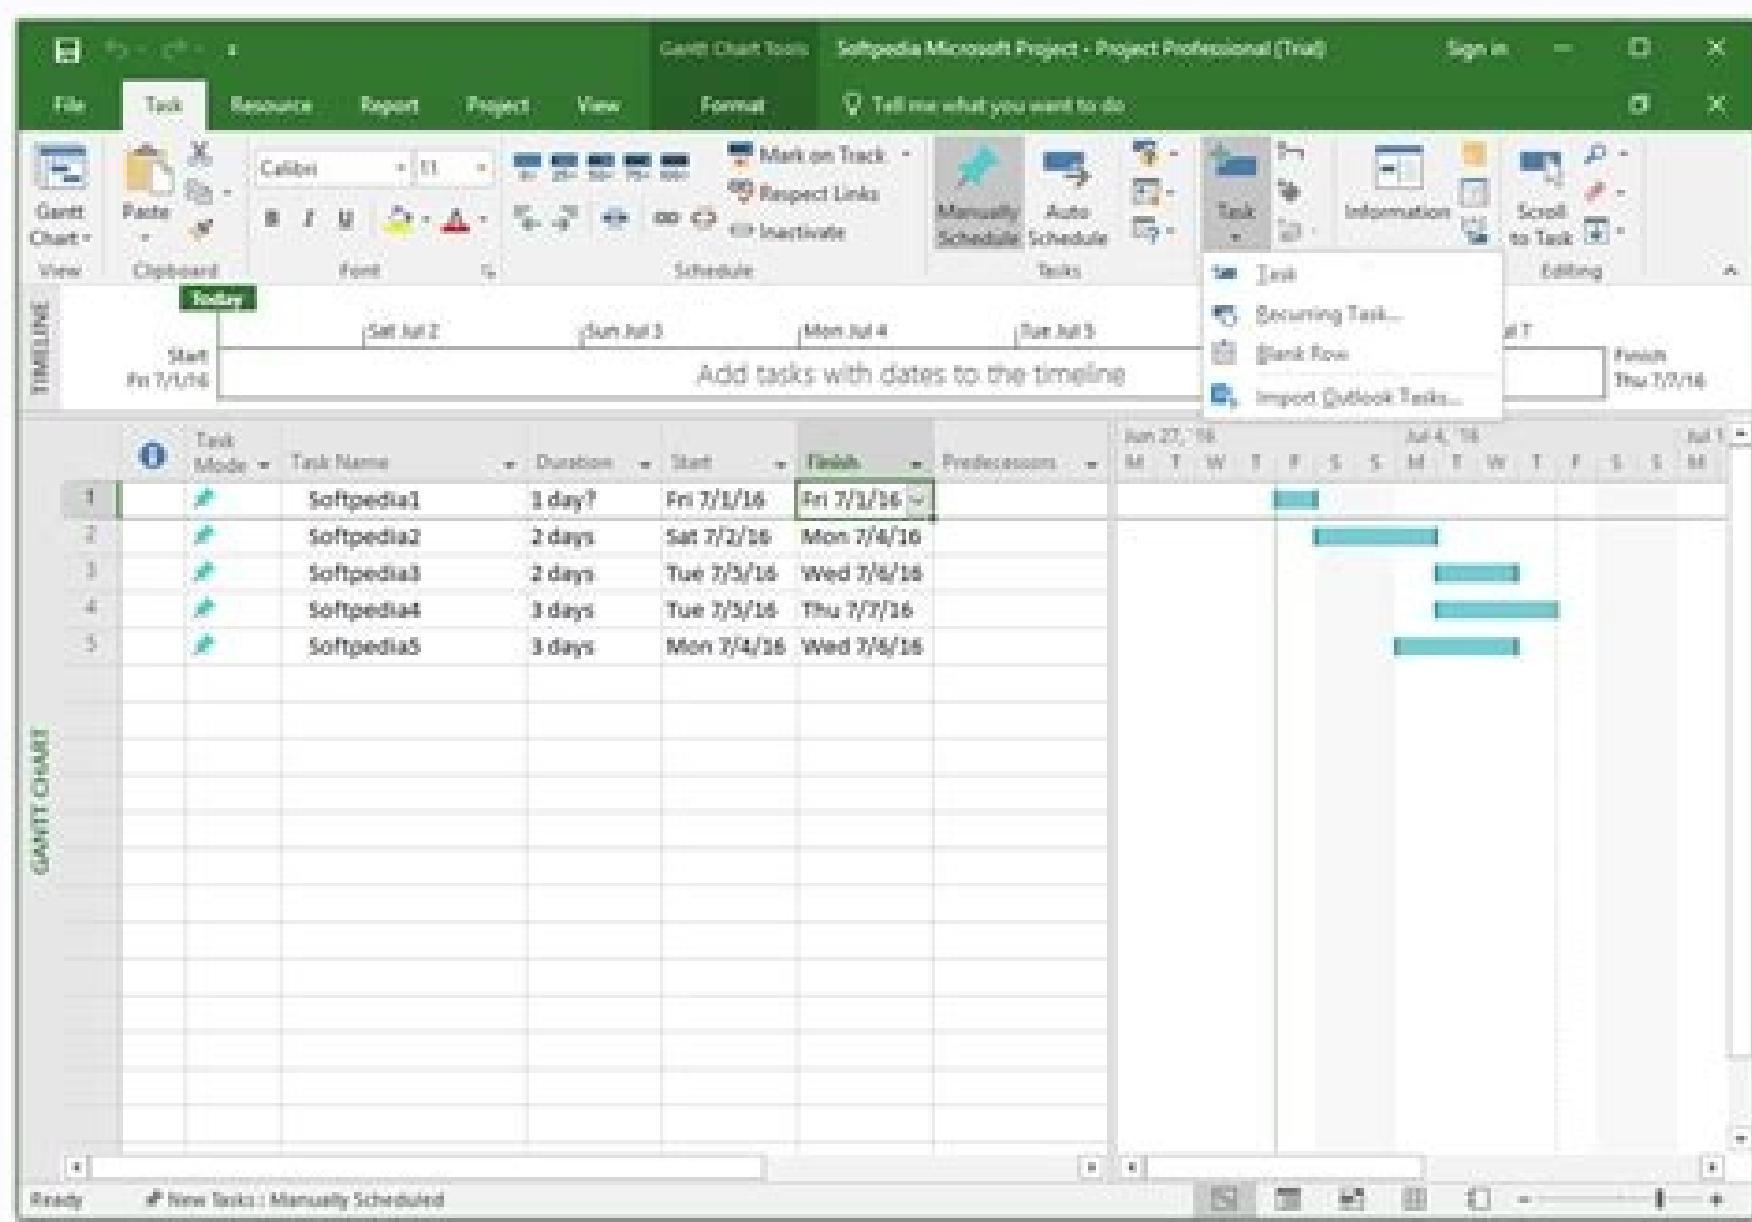 Gantt Chart Tools Softpedia Microsoft Project - Project Professional (Trial) Sign in
File Task Resource Report Project View Format Tell me what you want to do
Gantt Chart
Paste
Calibri 11
B I U
Mark on Track
Respect Links
Inactivate
Manually Schedule
Auto Schedule
Task
Information
Scroll to Task
View Clipboard Font Schedule Tasks Editing
Task
Recurring Task...
Blank Row
Import Outlook Tasks...
TIMELINE
Today
Sat Jul 2 Sun Jul 3 Mon Jul 4 Tue Jul 5
Start
Fri 7/1/16
Add tasks with dates to the timeline
Finish
Thu 7/7/16
Task Mode Task Name Duration Start Finish Predecessors
Jun 27, '16 Jul 4, '16 Jul 1
M T W T F S S M T W T F S S M
1 Softpedia1 1 day? Fri 7/1/16 Fri 7/1/16
2 Softpedia2 2 days Sat 7/2/16 Mon 7/4/16
3 Softpedia3 2 days Tue 7/5/16 Wed 7/6/16
4 Softpedia4 3 days Tue 7/5/16 Thu 7/7/16
5 Softpedia5 3 days Mon 7/4/16 Wed 7/6/16
GANTT CHART
Ready New Tasks : Manually Scheduled